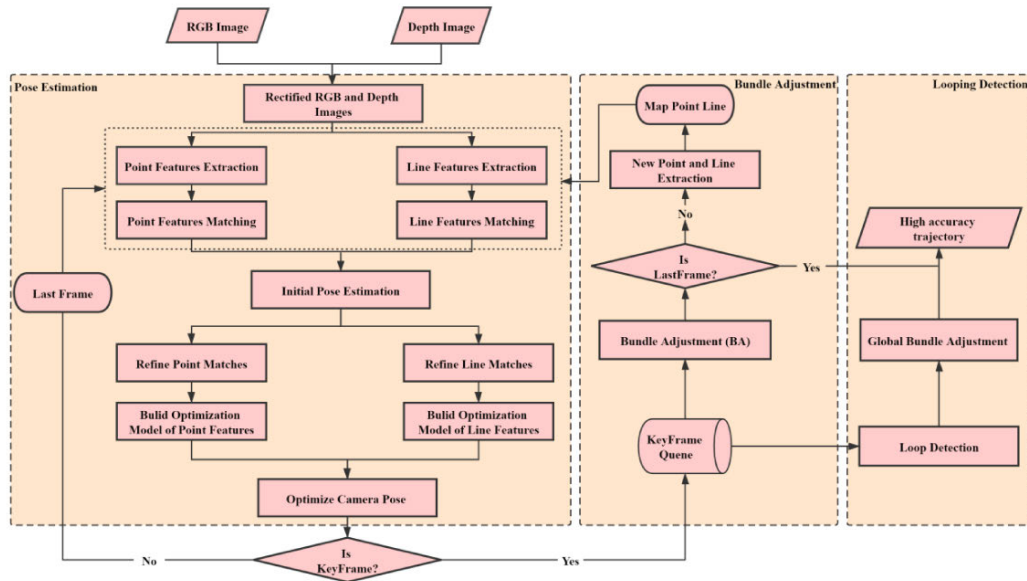 RGB Image
Depth Image
Pose Estimation
Rectified RGB and Depth
Images
Point Features Extraction
Line Features Extraction
Point Features Matching
Line Features Matching
Last Frame
Initial Pose Estimation
Refine Point Matches
Refine Line Matches
Bulid Optimization
Model of Point Features
Bulid Optimization
Model of Line Features
Optimize Camera Pose
Is
KeyFrame?
No
Yes
Bundle Adjustment
Map Point Line
New Point and Line
Extraction
No
Is
LastFrame?
Yes
Bundle Adjustment (BA)
KeyFrame
Quene
Looping Detection
High accuracy
trajectory
Global Bundle Adjustment
Loop Detection